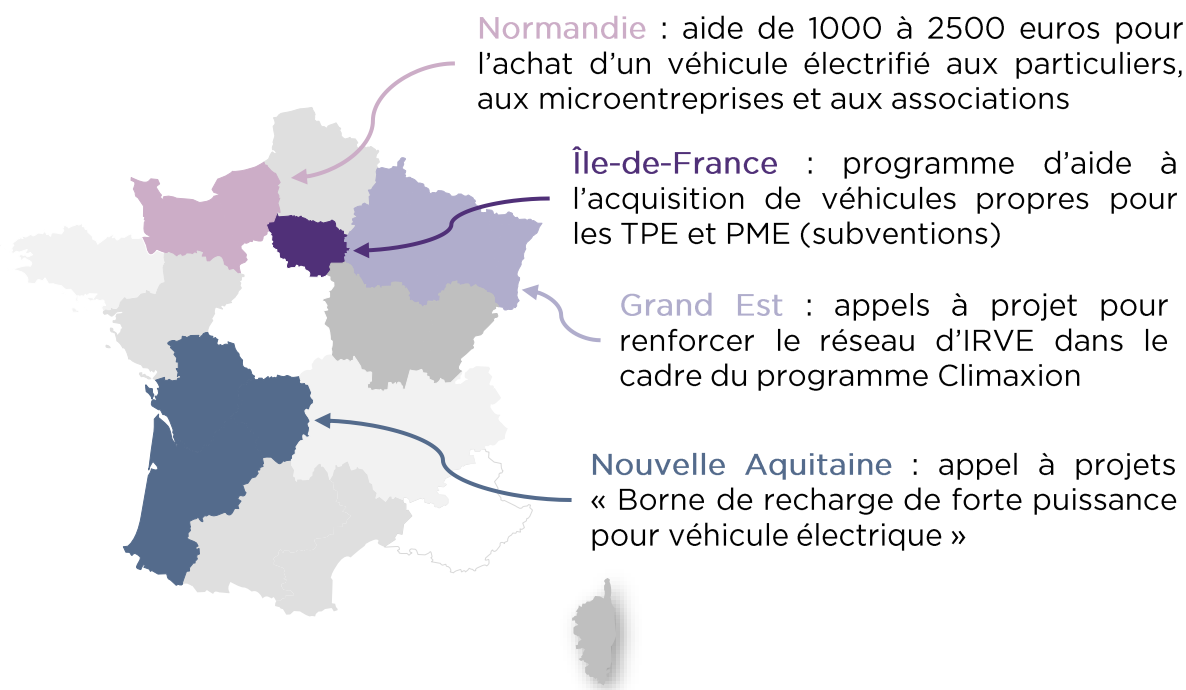 Normandie : aide de 1000 à 2500 euros pour
l’achat d’un véhicule électrifié aux particuliers,
aux microentreprises et aux associations
Île-de-France : programme d’aide à
l’acquisition de véhicules propres pour
les TPE et PME (subventions)
Grand Est : appels à projet pour
renforcer le réseau d’IRVE dans le
cadre du programme Climaxion
Nouvelle Aquitaine : appel à projets
« Borne de recharge de forte puissance
pour véhicule électrique »